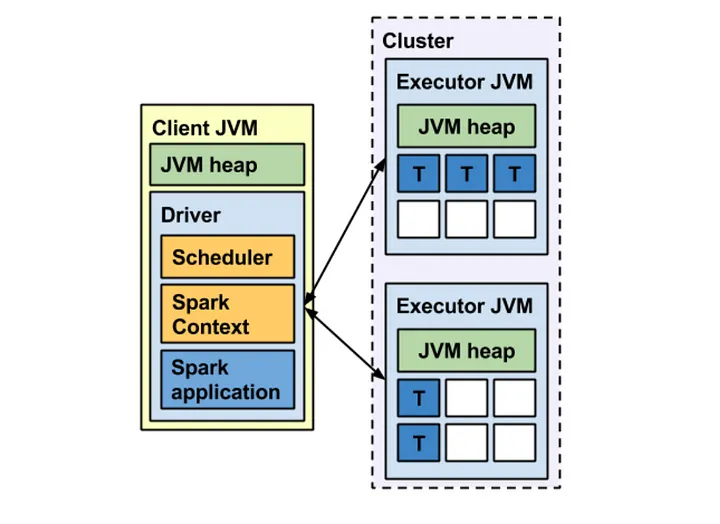 Client JVM
JVM heap
Driver
Scheduler
Spark
Context
Spark
application
Cluster
Executor JVM
JVM heap
T T T
Executor JVM
JVM heap
T
T